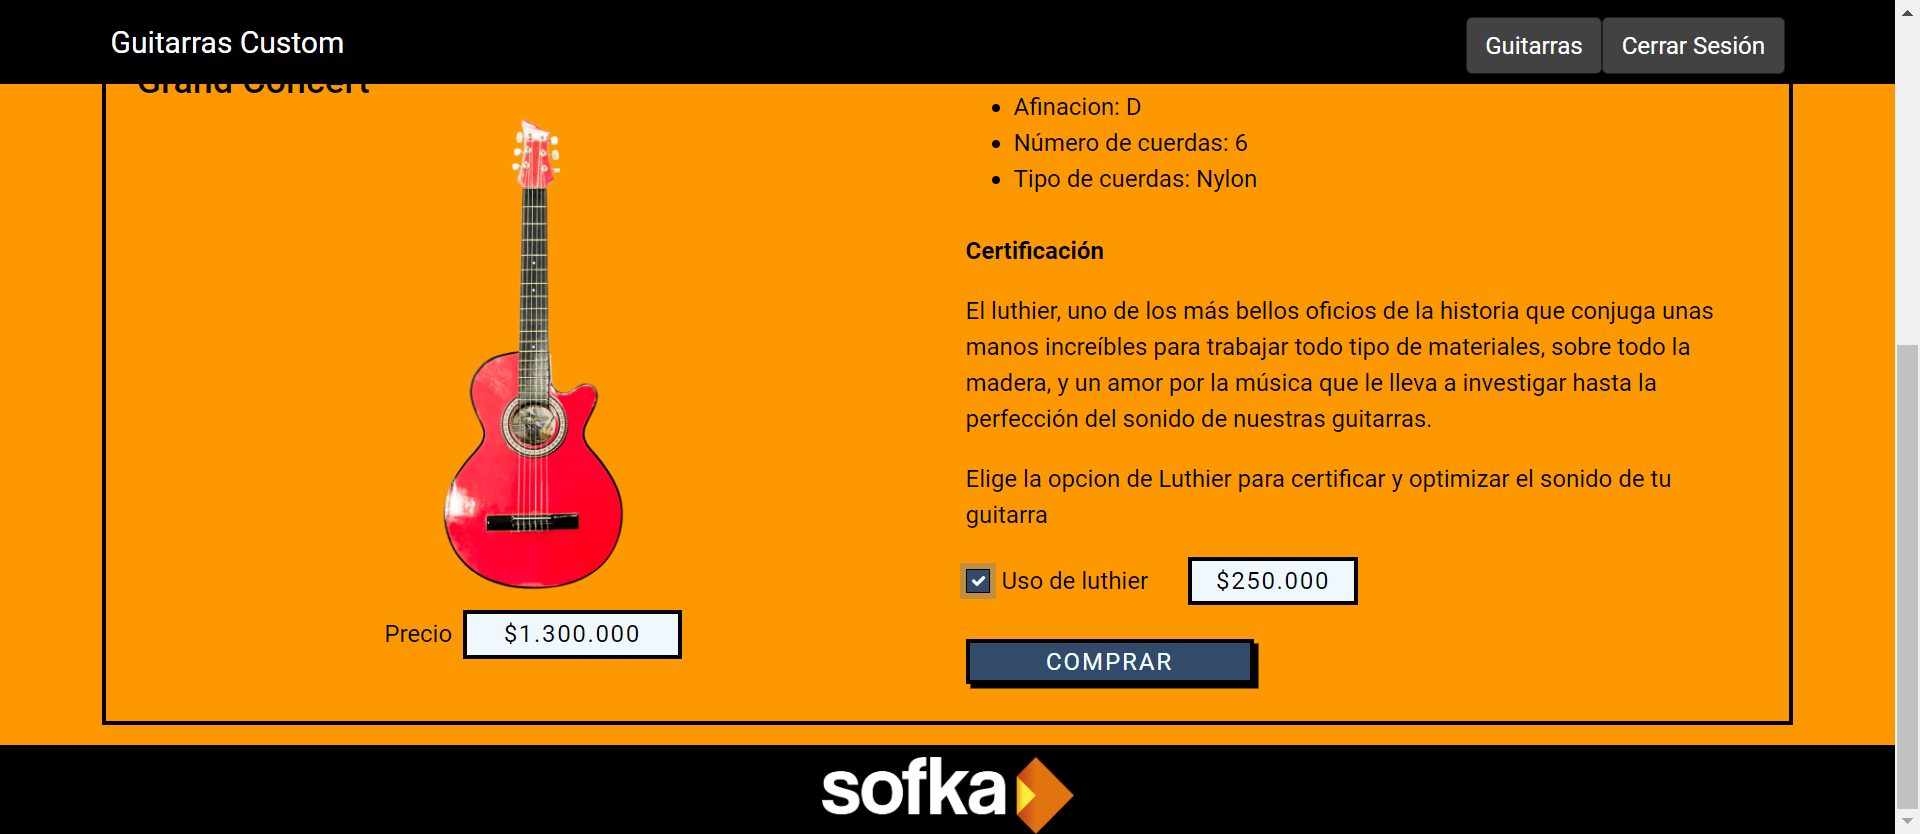 Guitarras Custom
Guitarras
Cerrar Sesión
Grand Concert
Precio
$1.300.000
Afinacion: D
Número de cuerdas: 6
Tipo de cuerdas: Nylon
Certificación
El luthier, uno de los más bellos oficios de la historia que conjuga unas
manos increíbles para trabajar todo tipo de materiales, sobre todo la
madera, y un amor por la música que le lleva a investigar hasta la
perfección del sonido de nuestras guitarras.
Elige la opcion de Luthier para certificar y optimizar el sonido de tu
guitarra
Uso de luthier
$250.000
COMPRAR
sofka